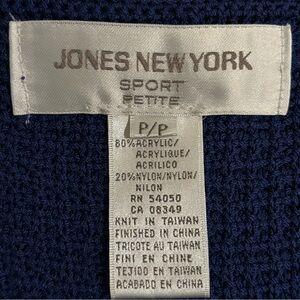 JONES NEW YORK
SPORT
PETITE
P/P
80%ACRYLIC/
ACRYLIQUE/
ACRILICO
20%NYLON/NYLON/
NILON
RN 54050
CA 08349
KNIT IN TAIWAN
FINISHED IN CHINA
TRICOTE AU TAIWAN
FINI EN CHINE
TEJIDO EN TAIWAN
ACABADO EN CHINA